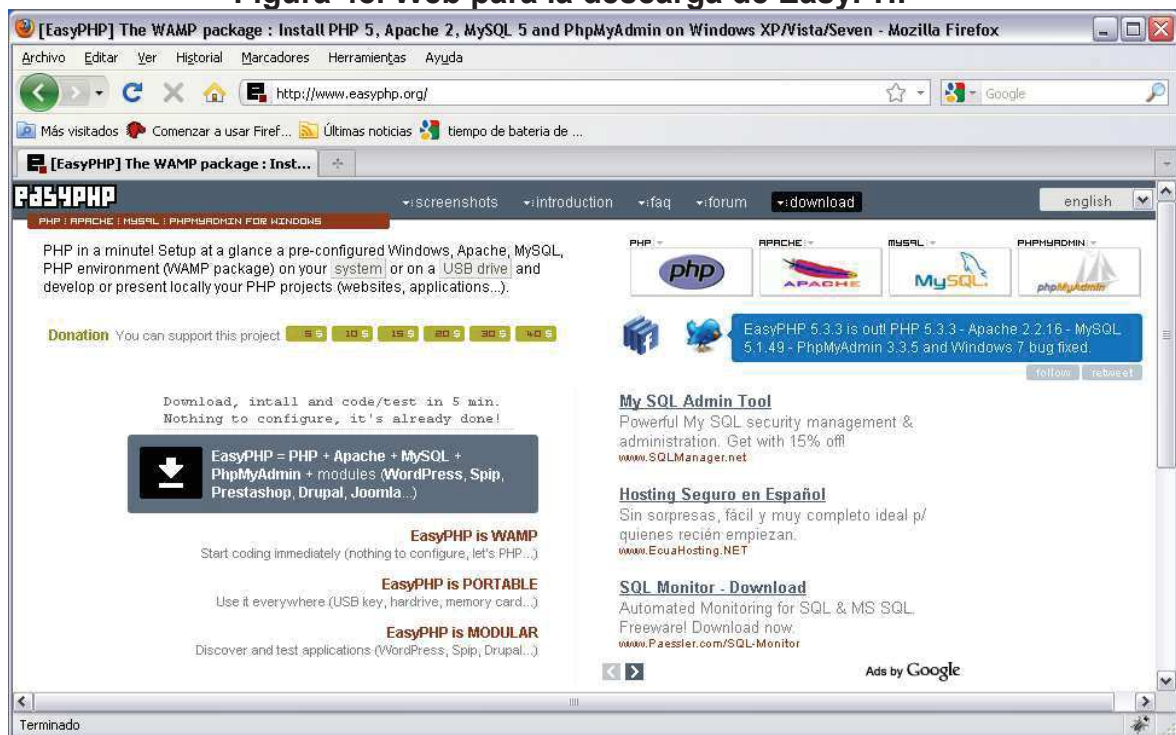 [EasyPHP] The WAMP package : Install PHP 5, Apache 2, MySQL 5 and PhpMyAdmin on Windows XP/Vista/Seven - Mozilla Firefox
Archivo Editar Ver Historial Marcadores Herramientas Ayuda
http://www.easyphp.org/
Google
Más visitados Comenzar a usar Firef... Últimas noticias tiempo de bateria de ...
[EasyPHP] The WAMP package : Inst...
EASYPHP
screenshots introduction faq forum download
english
PHP : APACHE : MYSQL : PHPMYADMIN FOR WINDOWS
PHP in a minute! Setup at a glance a pre-configured Windows, Apache, MySQL,
PHP environment (WAMP package) on your system or on a USB drive and
develop or present locally your PHP projects (websites, applications...).
PHP APACHE MYSQL PHPMYADMIN
php APACHE MySQL phpMyAdmin
Donation You can support this project 5 $ 10 $ 15 $ 20 $ 30 $ 40 $
EasyPHP 5.3.3 is out! PHP 5.3.3 - Apache 2.2.16 - MySQL
5.1.49 - PhpMyAdmin 3.3.5 and Windows 7 bug fixed.
follow retweet
Download, intall and code/test in 5 min.
Nothing to configure, it's already done!
EasyPHP = PHP + Apache + MySQL +
PhpMyAdmin + modules (WordPress, Spip,
Prestashop, Drupal, Joomla...)
EasyPHP is WAMP
Start coding immediately (nothing to configure, let's PHP...)
EasyPHP is PORTABLE
Use it everywhere (USB key, hardrive, memory card...)
EasyPHP is MODULAR
Discover and test applications (WordPress, Spip, Drupal...)
My SQL Admin Tool
Powerful My SQL security management &
administration. Get with 15% off!
www.SQLManager.net
Hosting Seguro en Español
Sin sorpresas, fácil y muy completo ideal p/
quienes recién empiezan.
www.EcuaHosting.NET
SQL Monitor - Download
Automated Monitoring for SQL & MS SQL.
Freeware! Download now.
www.Paessler.com/SQL-Monitor
Ads by Google
Terminado